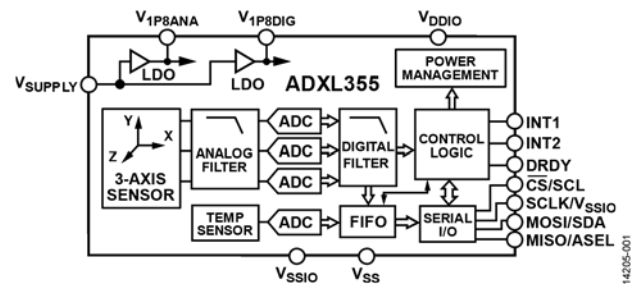 V1P8ANA
V1P8DIG
VDDIO
VSUPPLY
LDO
LDO
ADXL355
POWER
MANAGEMENT
Y
X
Z
3-AXIS
SENSOR
ANALOG
FILTER
ADC
ADC
ADC
DIGITAL
FILTER
CONTROL
LOGIC
INT1
INT2
DRDY
CS/SCL
SCLK/VSSIO
MOSI/SDA
MISO/ASEL
TEMP
SENSOR
ADC
FIFO
SERIAL
I/O
VSSIO
VSS
14205-001